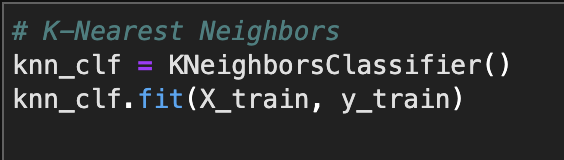 # K-Nearest Neighbors
knn_clf = KNeighborsClassifier()
knn_clf.fit(X_train, y_train)